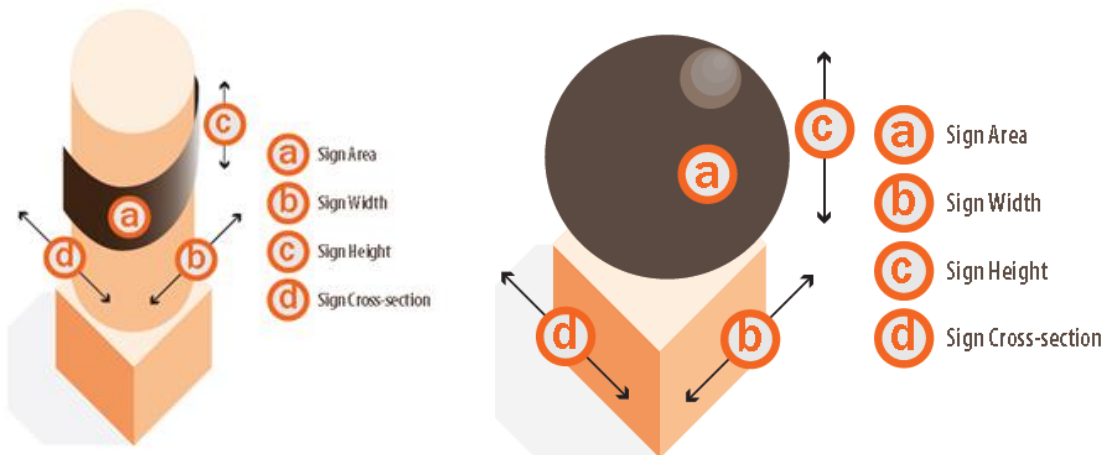 c
a Sign Area
b Sign Width
c Sign Height
d Sign Cross-section
a
d
b
c
a
a Sign Area
b Sign Width
c Sign Height
d Sign Cross-section
d
b